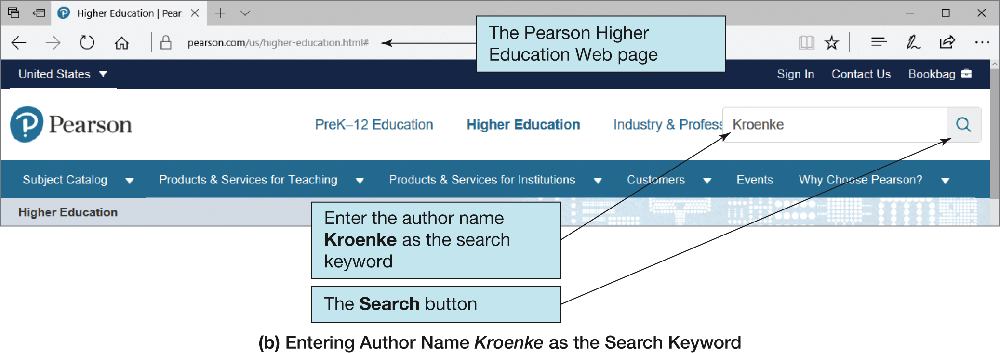 Higher Education | Pear
The Pearson Higher
Education Web page
pearson.com/us/higher-education.html#
United States
Sign In Contact Us Bookbag
Pearson
PreK–12 Education Higher Education Industry & Profess Kroenke
Subject Catalog Products & Services for Teaching Products & Services for Institutions Customers Events Why Choose Pearson?
Higher Education
Enter the author name
Kroenke as the search
keyword
The Search button
(b) Entering Author Name Kroenke as the Search Keyword